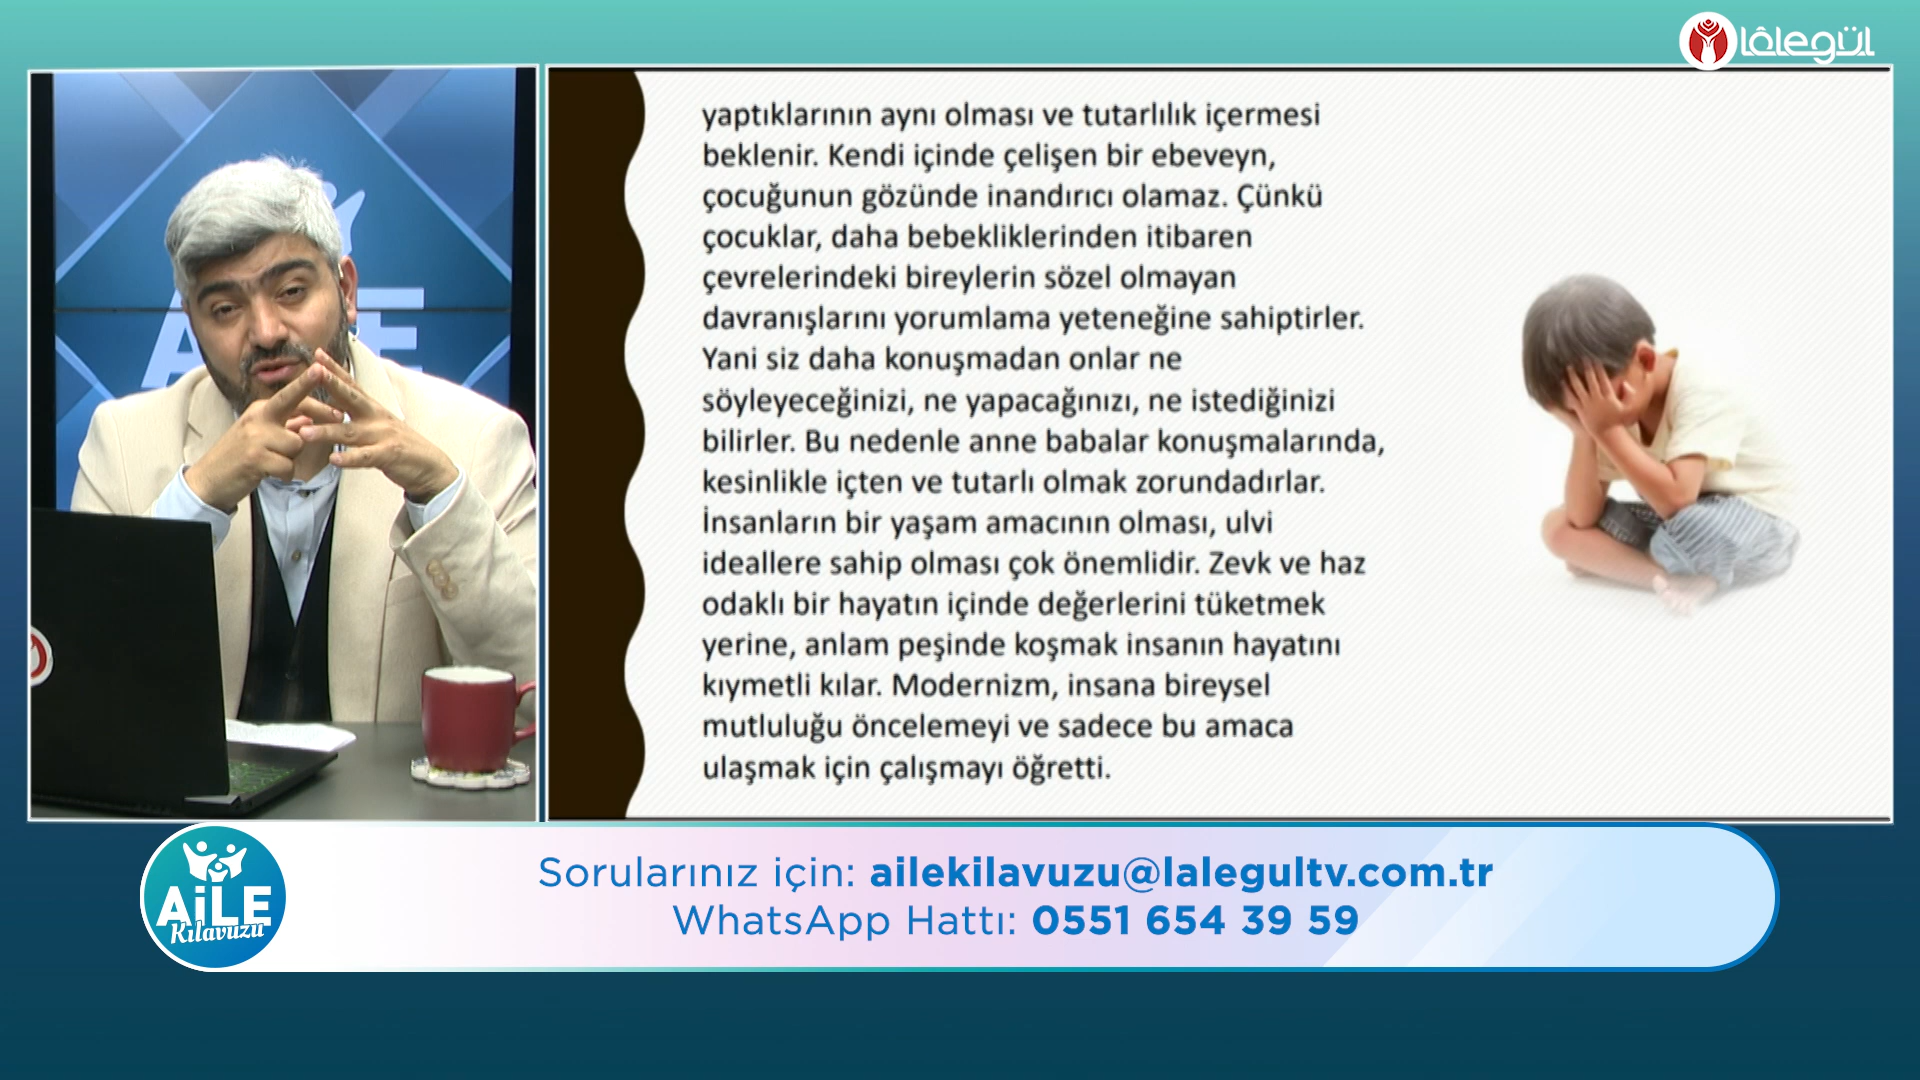 lâlegül
yaptıklarının aynı olması ve tutarlılık içermesi
beklenir. Kendi içinde çelişen bir ebeveyn,
çocuğunun gözünde inandırıcı olamaz. Çünkü
çocuklar, daha bebekliklerinden itibaren
çevrelerindeki bireylerin sözel olmayan
davranışlarını yorumlama yeteneğine sahiptirler.
Yani siz daha konuşmadan onlar ne
söyleyeceğinizi, ne yapacağınızı, ne istediğinizi
bilirler. Bu nedenle anne babalar konuşmalarında,
kesinlikle içten ve tutarlı olmak zorundadırlar.
İnsanların bir yaşam amacının olması, ulvi
ideallere sahip olması çok önemlidir. Zevk ve haz
odaklı bir hayatın içinde değerlerini tüketmek
yerine, anlam peşinde koşmak insanın hayatını
kıymetli kılar. Modernizm, insana bireysel
mutluluğu öncelemeyi ve sadece bu amaca
ulaşmak için çalışmayı öğretti.
AiLE
Kılavuzu
Sorularınız için: ailekilavuzu@lalegultv.com.tr
WhatsApp Hattı: 0551 654 39 59